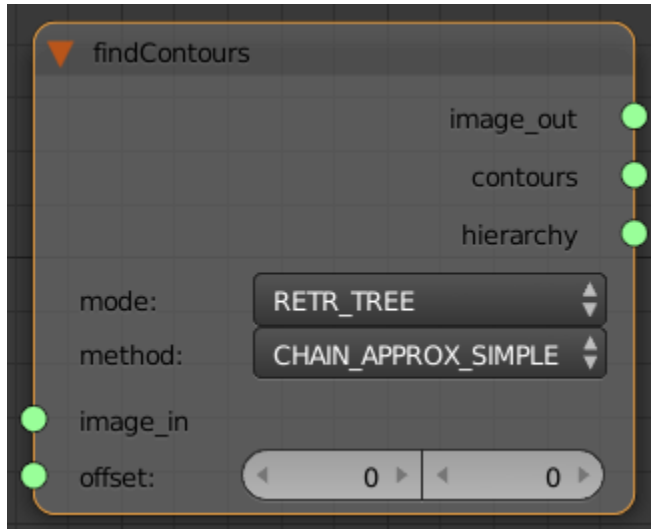 findContours
image_out
contours
hierarchy
mode: RETR_TREE
method: CHAIN_APPROX_SIMPLE
image_in
offset: 0 0